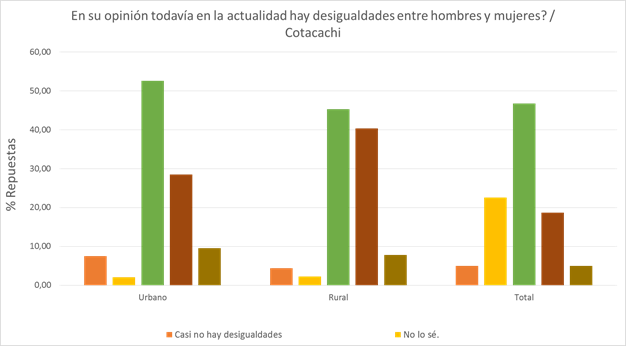 En su opinión todavía en la actualidad hay desigualdades entre hombres y mujeres? /
Cotacachi
% Repuestas
60,00
50,00
40,00
30,00
20,00
10,00
0,00
Urbano Rural Total
Casi no hay desigualdades No lo sé.